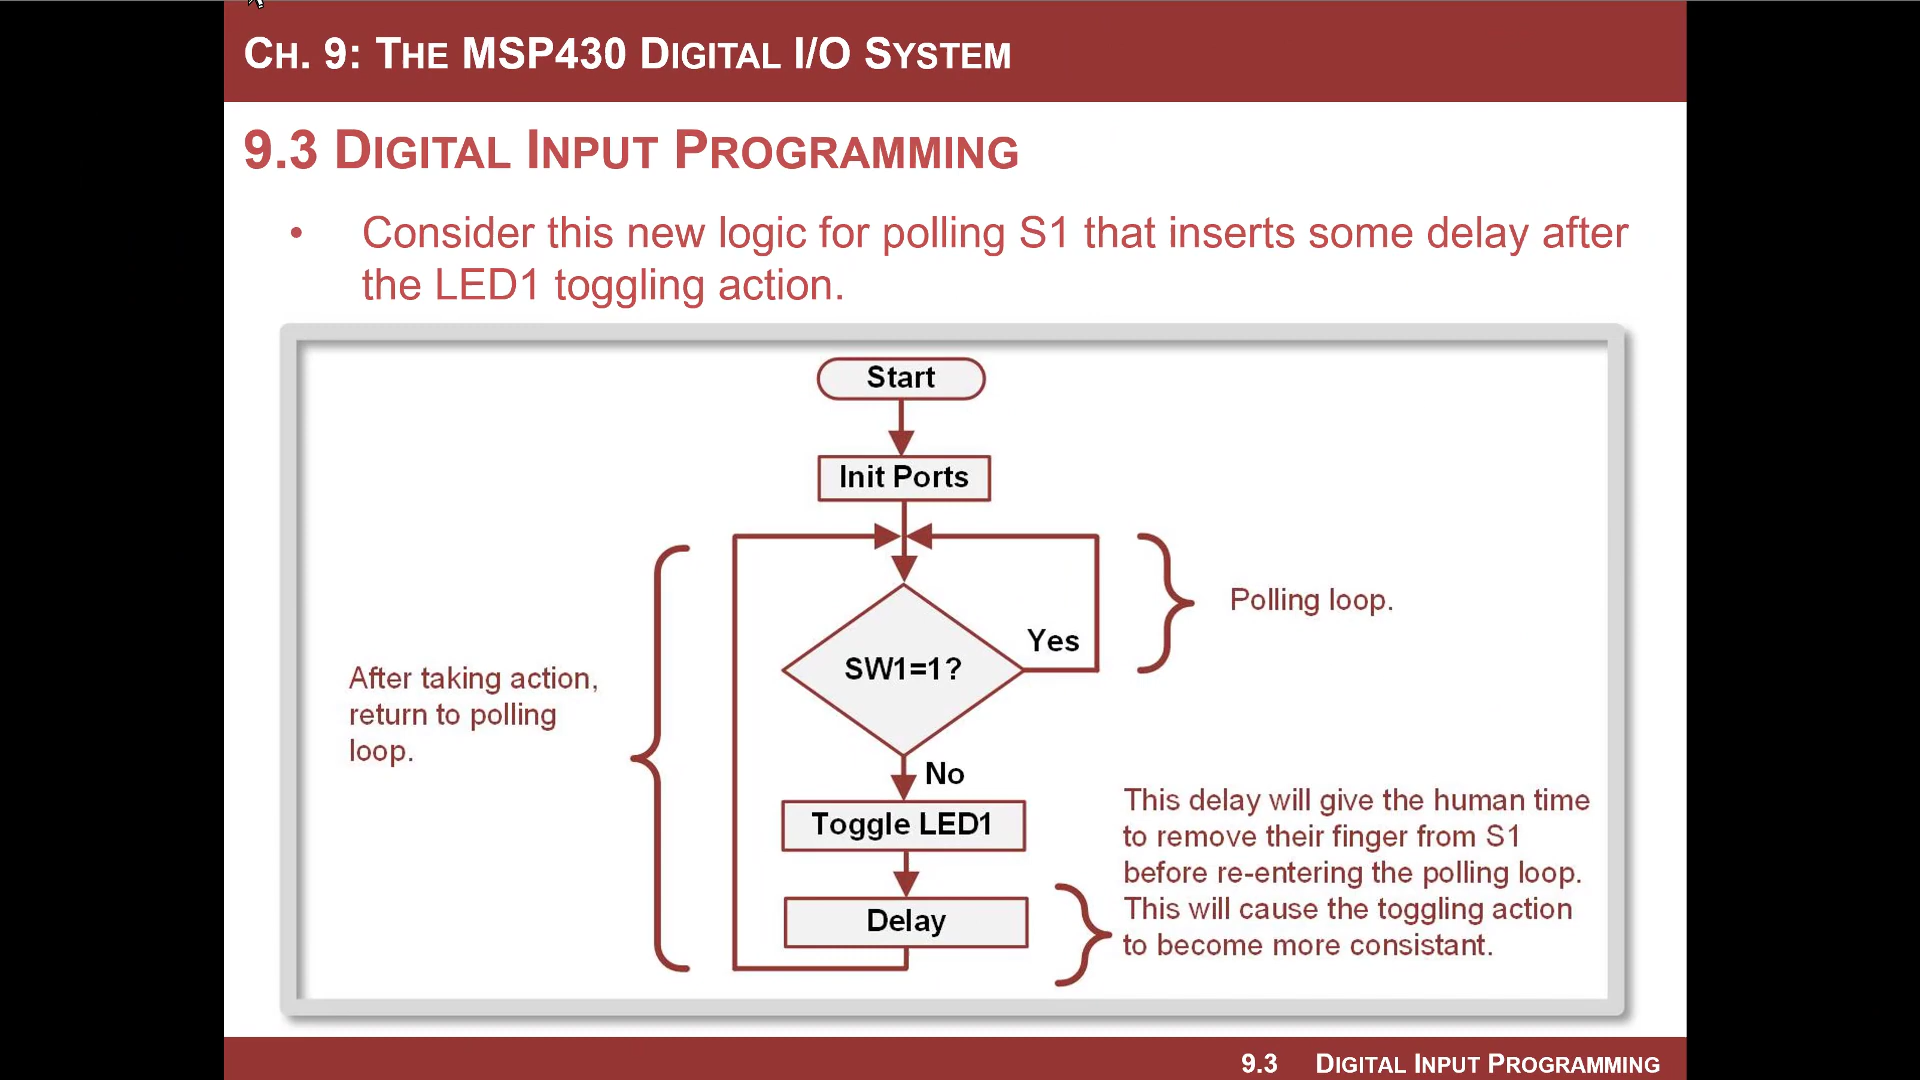 CH. 9: THE MSP430 DIGITAL I/O SYSTEM
9.3 DIGITAL INPUT PROGRAMMING
• Consider this new logic for polling S1 that inserts some delay after
the LED1 toggling action.
Start
Init Ports
Polling loop.
Yes
SW1=1?
After taking action,
return to polling
loop.
No
Toggle LED1
This delay will give the human time
to remove their finger from S1
before re-entering the polling loop.
This will cause the toggling action
to become more consistant.
Delay
9.3 DIGITAL INPUT PROGRAMMING